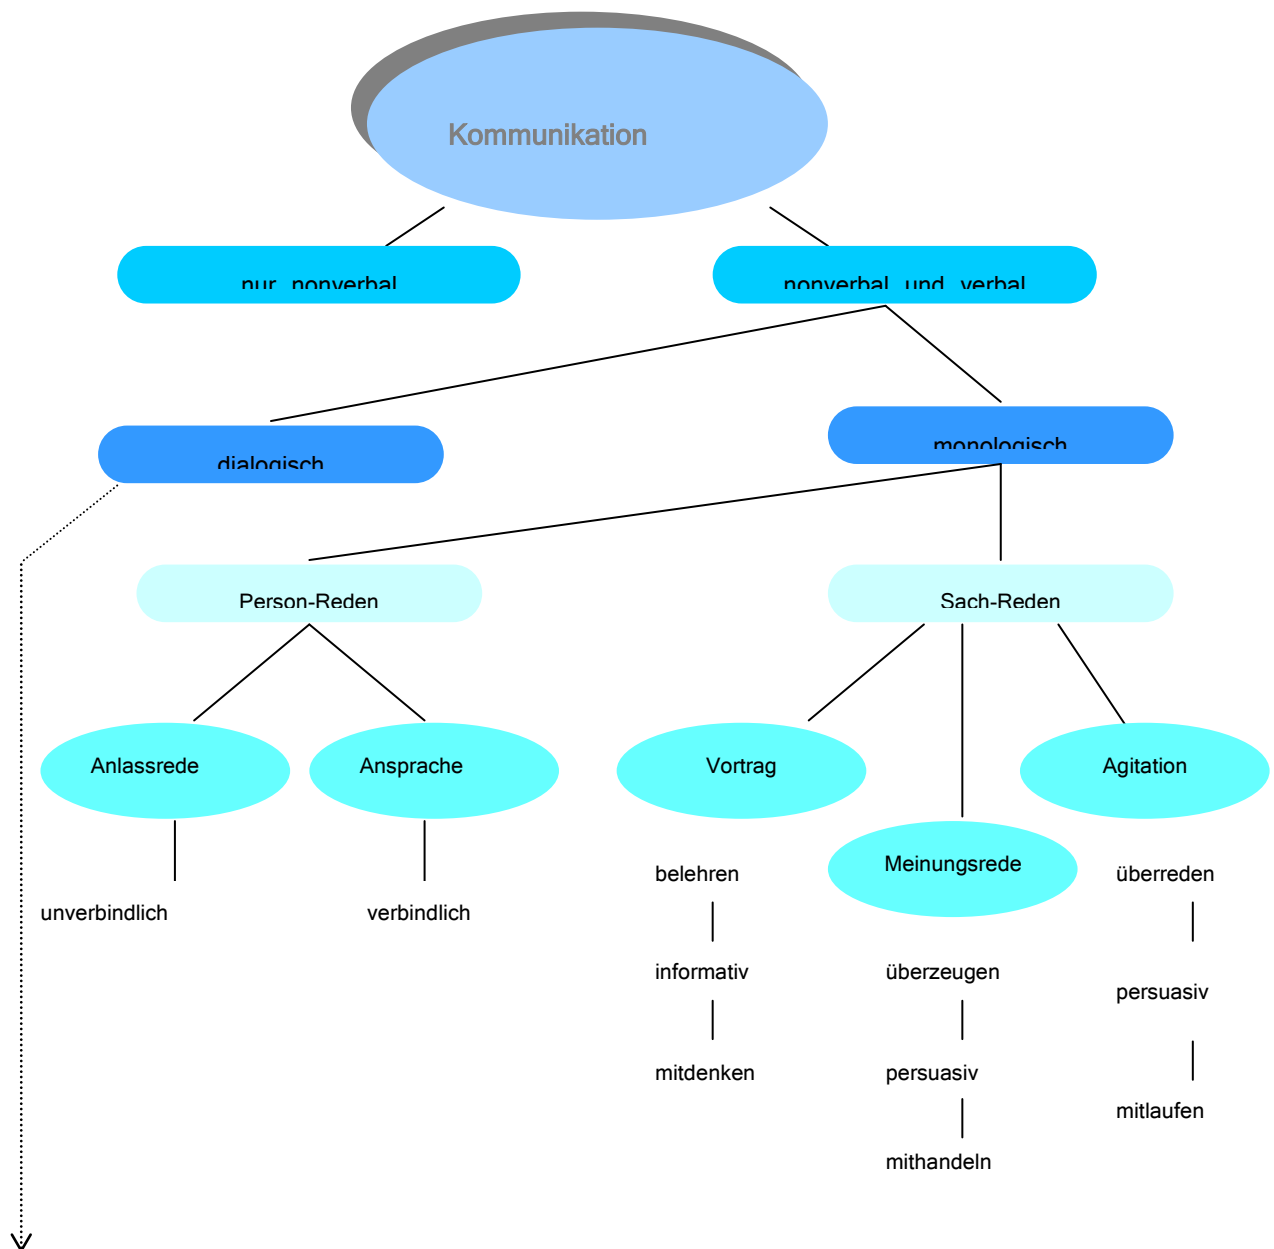 Kommunikation
nur nonverbal
nonverbal und verbal
dialogisch
monologisch
Person-Reden
Sach-Reden
Anlassrede
Ansprache
Vortrag
Agitation
Meinungsrede
belehren
überreden
unverbindlich
verbindlich
informativ
überzeugen
persuasiv
mitdenken
persuasiv
mitlaufen
mithandeln